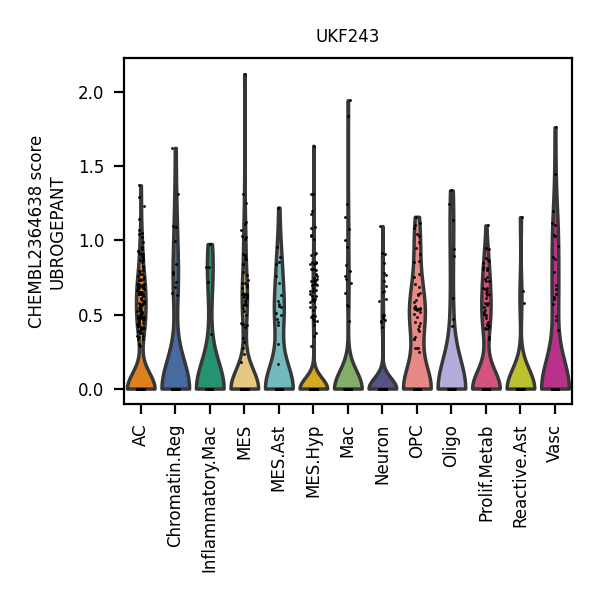 UKF243
CHEMBL2364638 score
UBROGEPANT
2.0
1.5
1.0
0.5
0.0
AC
Chromatin.Reg
Inflammatory.Mac
MES
MES.Ast
MES.Hyp
Mac
Neuron
OPC
Oligo
Prolif.Metab
Reactive.Ast
Vasc